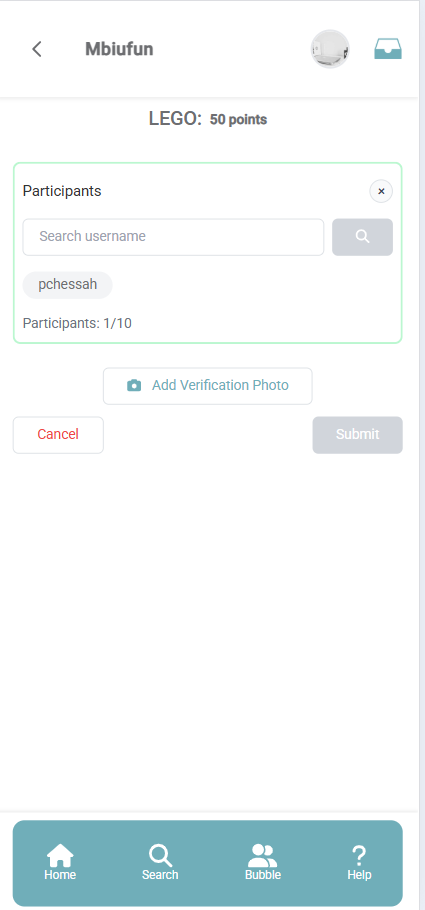 Mbiufun
LEGO: 50 points
Participants
×
Search username
pchessah
Participants: 1/10
Add Verification Photo
Cancel Submit
Home Search Bubble Help